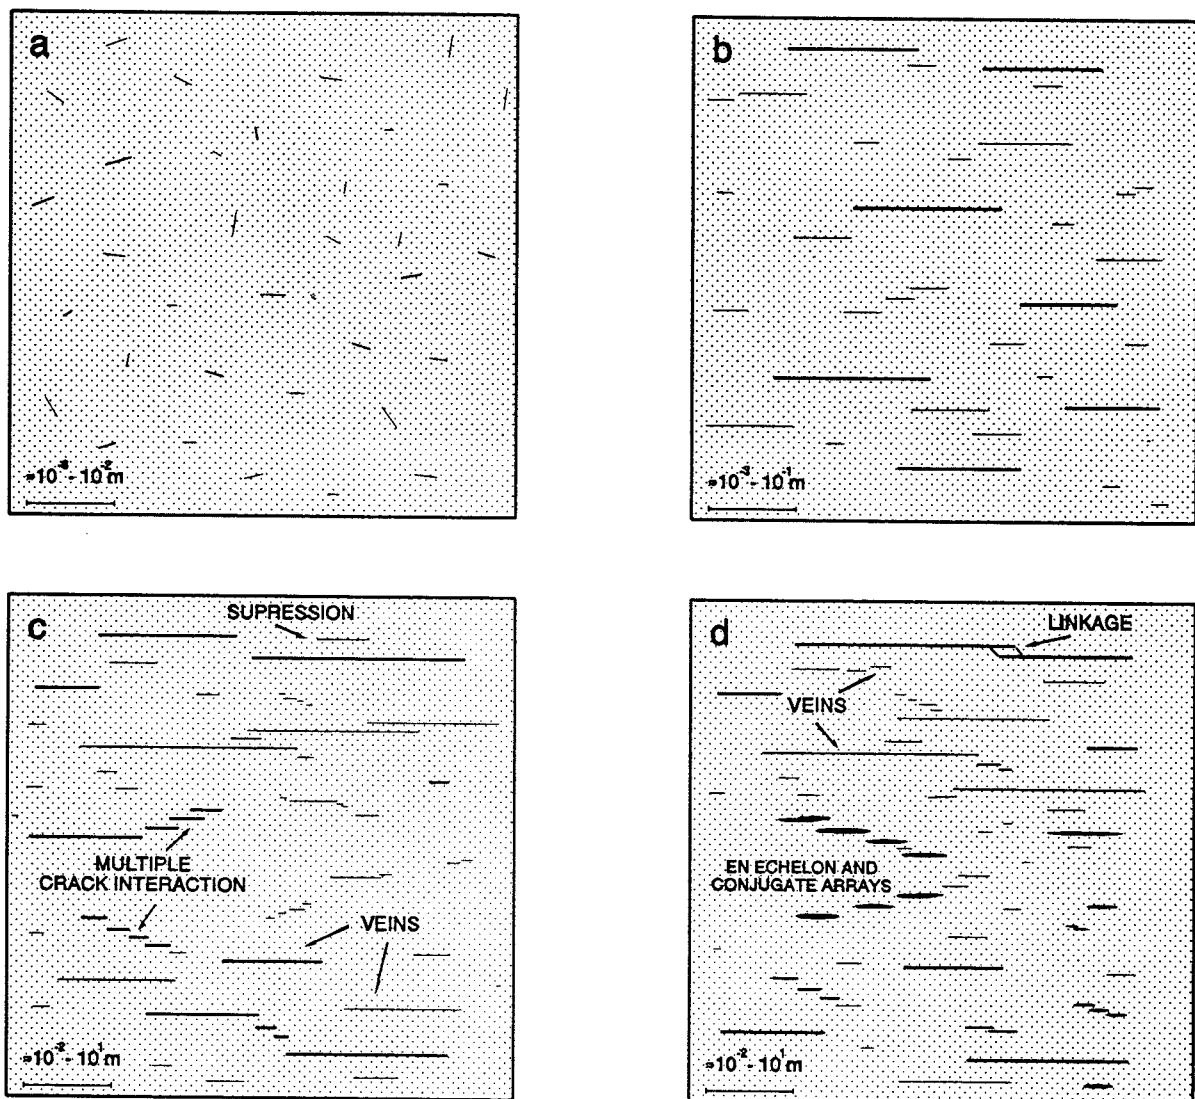 a
≈10⁻³- 10⁻²m
b
≈10⁻³- 10⁻¹m
c
SUPRESSION
MULTIPLE
CRACK INTERACTION
VEINS
≈10⁻²- 10¹m
d
LINKAGE
VEINS
EN ECHELON AND
CONJUGATE ARRAYS
≈10⁻²- 10¹m